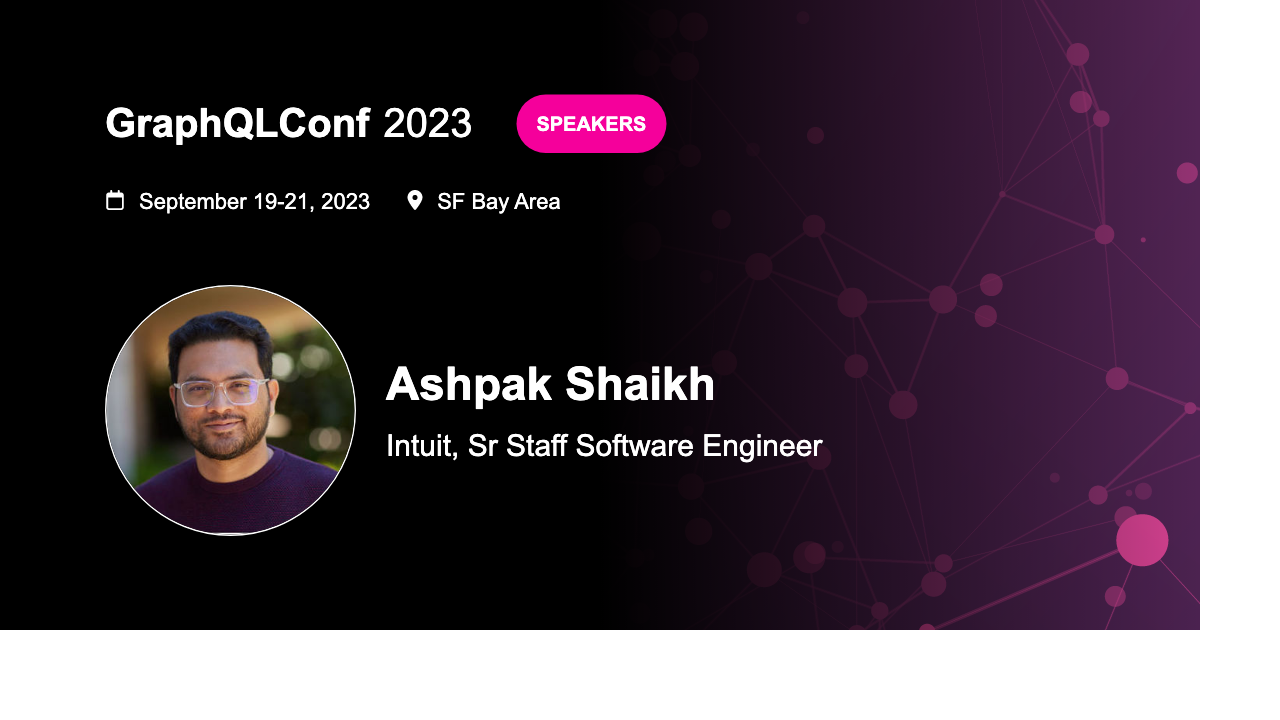 GraphQLConf 2023
SPEAKERS
September 19-21, 2023
SF Bay Area
Ashpak Shaikh
Intuit, Sr Staff Software Engineer